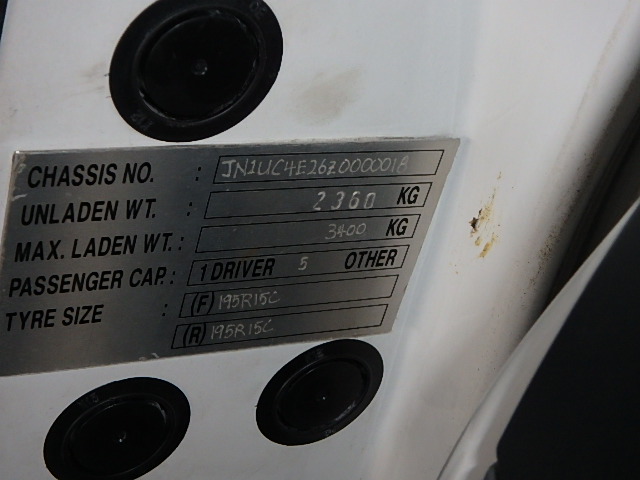 CHASSIS NO. : JN1UC4E26Z0000018
UNLADEN WT. : 2360 KG
MAX. LADEN WT. : 3400 KG
PASSENGER CAP. : 1 DRIVER 5 OTHER
TYRE SIZE : (F) 195R15C
(R) 195R15C